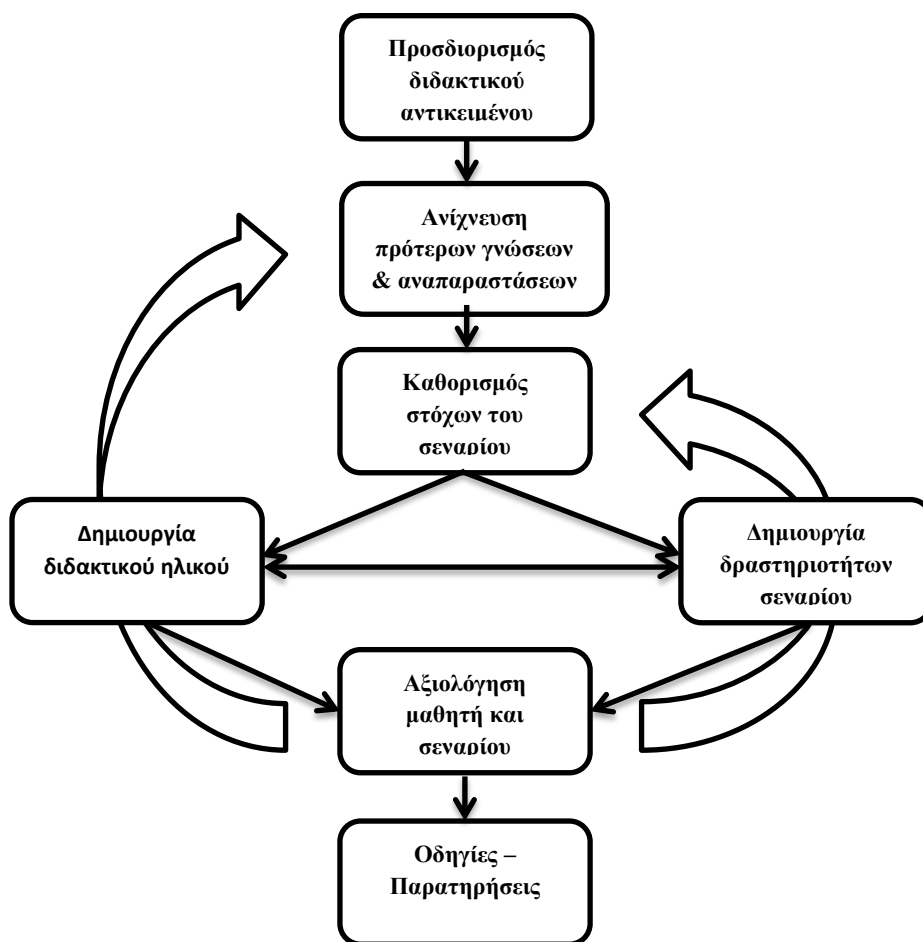 Προσδιορισμός
διδακτικού
αντικειμένου
Ανίχνευση
πρότερων γνώσεων
& αναπαραστάσεων
Καθορισμός
στόχων του
σεναρίου
Δημιουργία
διδακτικού ηλικού
Δημιουργία
δραστηριοτήτων
σεναρίου
Αξιολόγηση
μαθητή και
σεναρίου
Οδηγίες –
Παρατηρήσεις